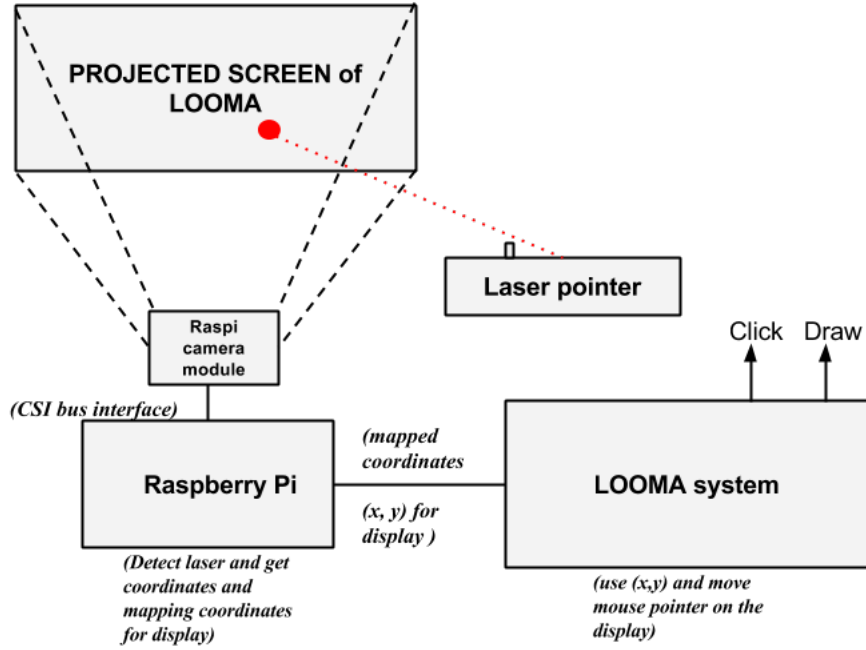 PROJECTED SCREEN of
LOOMA
Laser pointer
Raspi
camera
module
Click Draw
(CSI bus interface)
Raspberry Pi
(mapped
coordinates
(x, y) for
display )
LOOMA system
(Detect laser and get
coordinates and
mapping coordinates
for display)
(use (x,y) and move
mouse pointer on the
display)